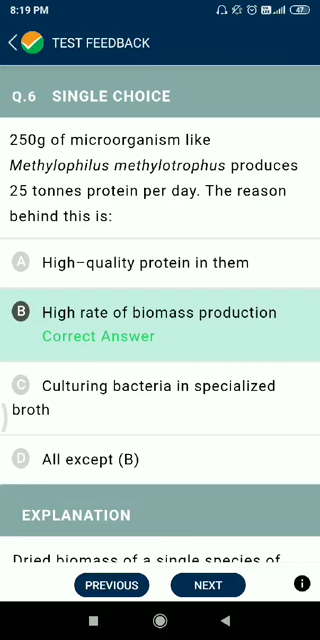 8:19 PM
47
TEST FEEDBACK
Q.6 SINGLE CHOICE
250g of microorganism like
Methylophilus methylotrophus produces
25 tonnes protein per day. The reason
behind this is:
A High-quality protein in them
B High rate of biomass production
Correct Answer
C Culturing bacteria in specialized
broth
D All except (B)
EXPLANATION
Dried biomass of a single species of
PREVIOUS NEXT